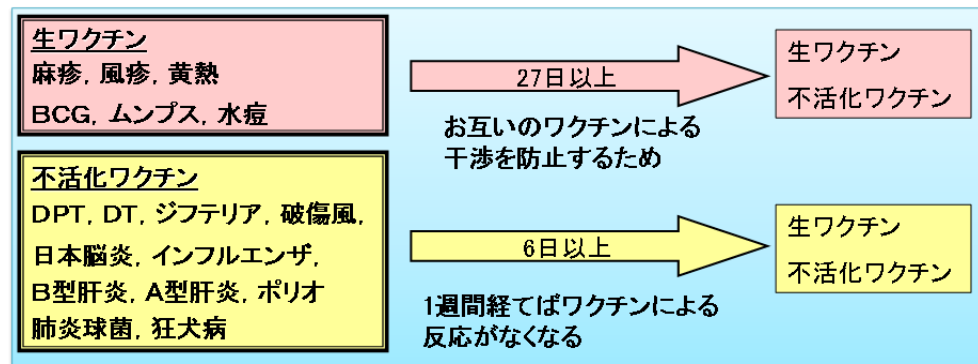 生ワクチン
麻疹, 風疹, 黄熱
BCG, ムンプス, 水痘
27日以上
お互いのワクチンによる
干渉を防止するため
生ワクチン
不活化ワクチン
不活化ワクチン
DPT, DT, ジフテリア, 破傷風,
日本脳炎, インフルエンザ,
B型肝炎, A型肝炎, ポリオ
肺炎球菌, 狂犬病
6日以上
1週間経てばワクチンによる
反応がなくなる
生ワクチン
不活化ワクチン